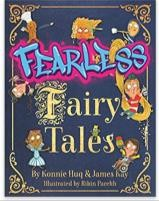 FEARLESS
Fairy
Tales
By Konnie Huq & James Kay
Illustrated by Rikin Parekh